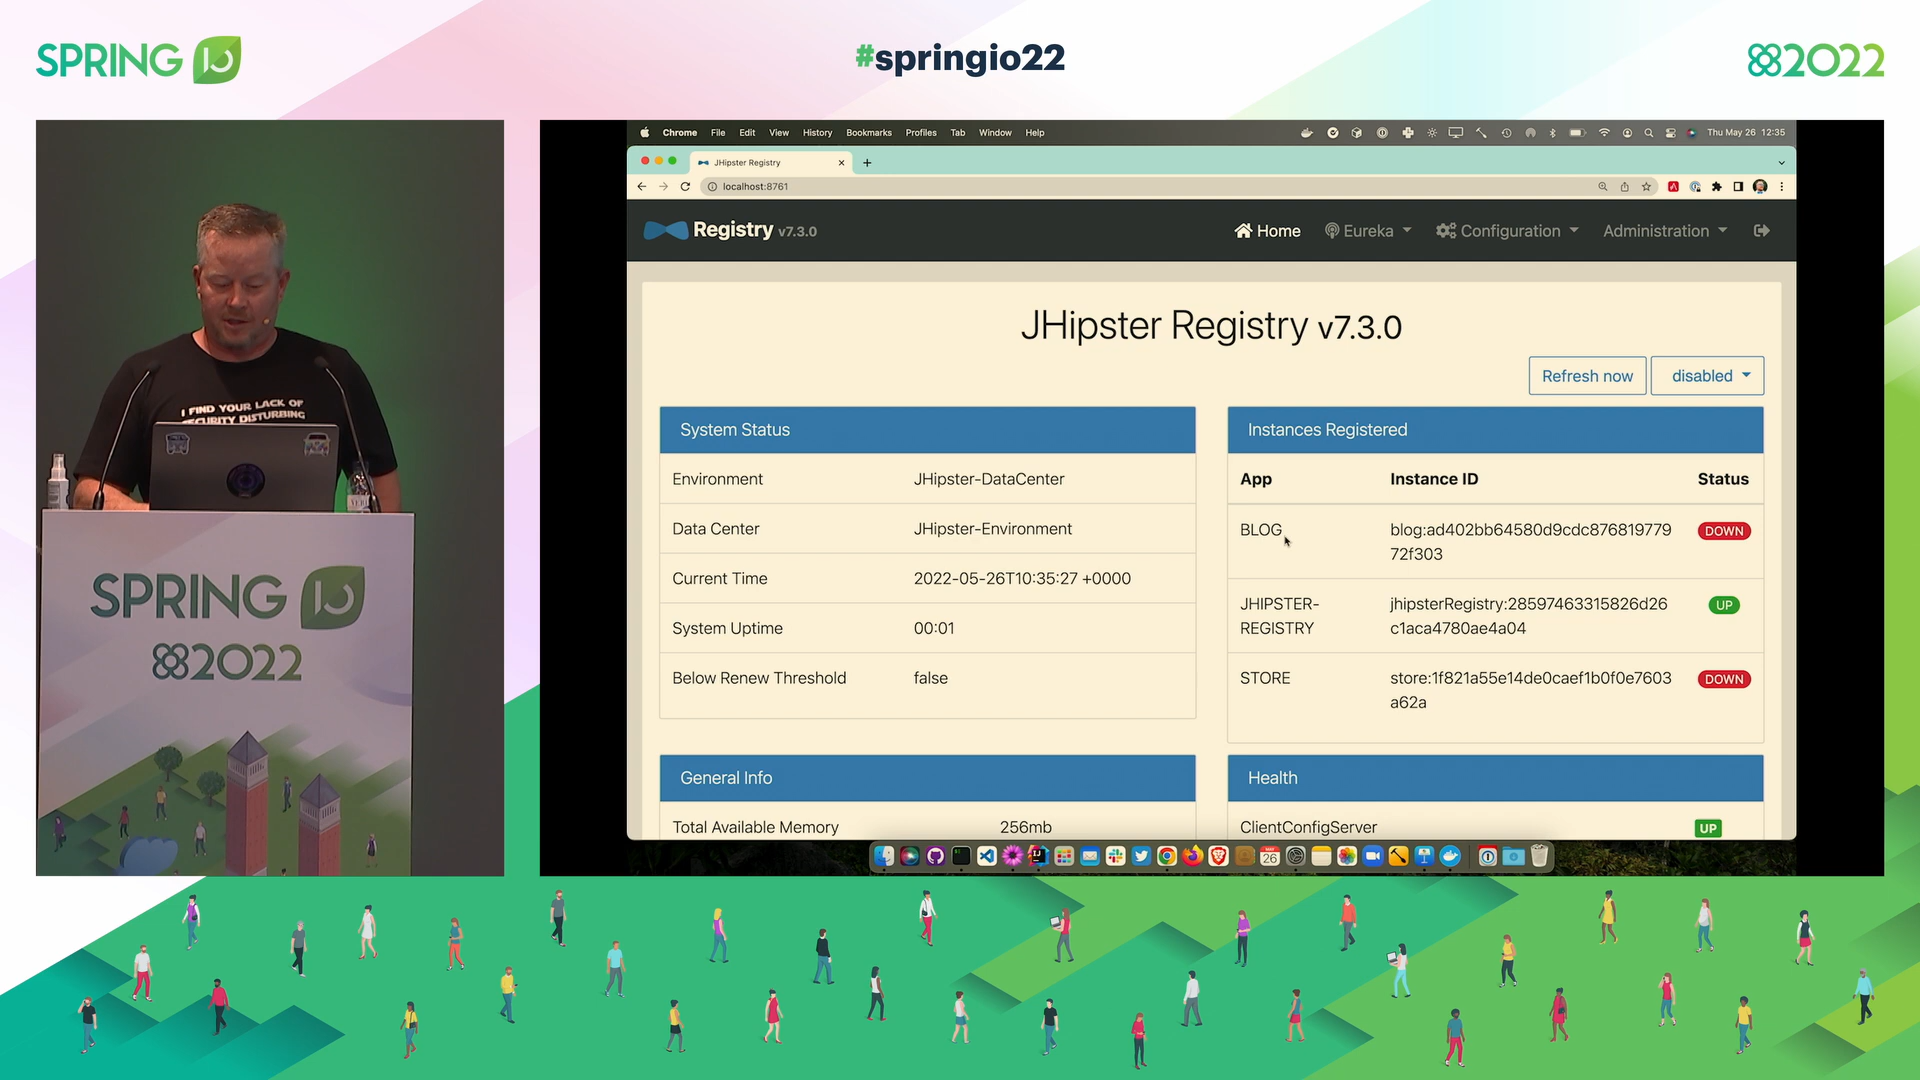 SPRING IO
#springio22
2022
Chrome File Edit View History Bookmarks Profiles Tab Window Help
Thu May 26 12:35
JHipster Registry
localhost:8761
Registry v7.3.0
Home Eureka Configuration Administration
JHipster Registry v7.3.0
Refresh now disabled
System Status
Environment JHipster-DataCenter
Data Center JHipster-Environment
Current Time 2022-05-26T10:35:27 +0000
System Uptime 00:01
Below Renew Threshold false
Instances Registered
App Instance ID Status
BLOG blog:ad402bb64580d9cdc876819779
72f303
DOWN
JHIPSTER-
REGISTRY
jhipsterRegistry:28597463315826d26
c1aca4780ae4a04
UP
STORE store:1f821a55e14de0caef1b0f0e7603
a62a
DOWN
General Info
Total Available Memory 256mb
Health
ClientConfigServer UP
MAY
26
I FIND YOUR LACK OF
SECURITY DISTURBING
SPRING IO
2022